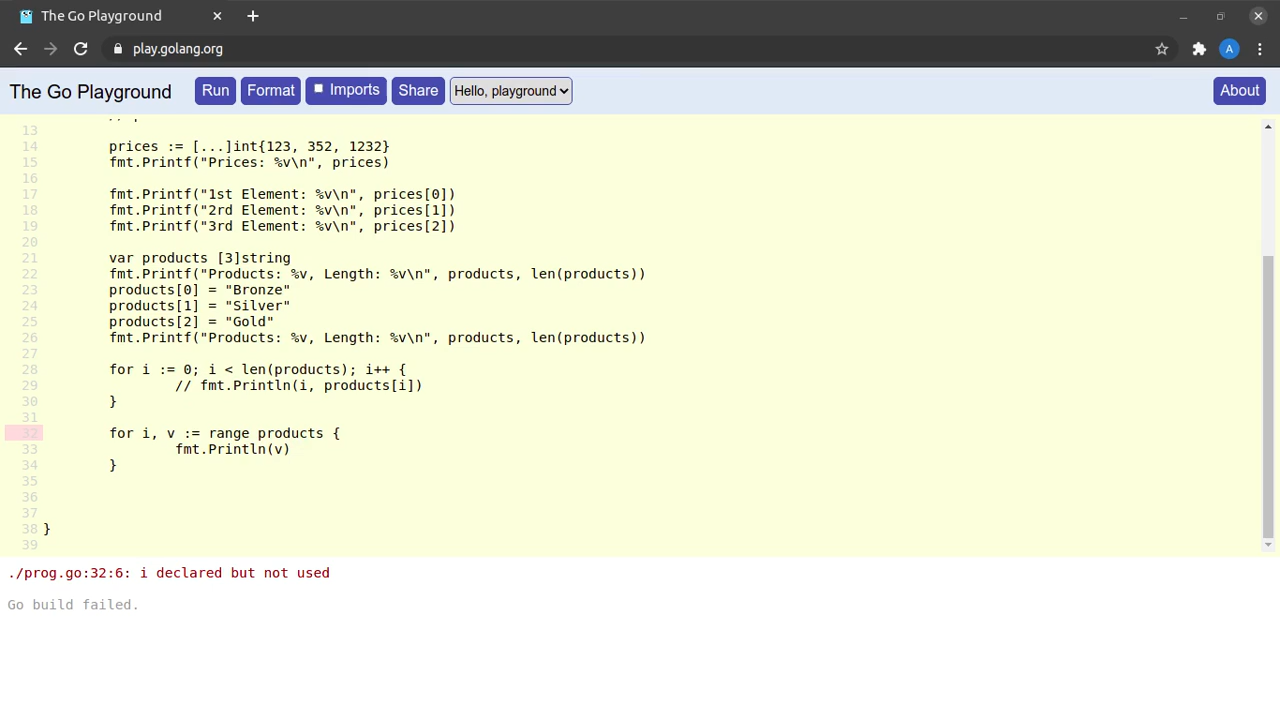 The Go Playground
play.golang.org
A
The Go Playground Run Format Imports Share Hello, playground About
13
14 prices := [...]int{123, 352, 1232}
15 fmt.Printf("Prices: %v\n", prices)
16
17 fmt.Printf("1st Element: %v\n", prices[0])
18 fmt.Printf("2rd Element: %v\n", prices[1])
19 fmt.Printf("3rd Element: %v\n", prices[2])
20
21 var products [3]string
22 fmt.Printf("Products: %v, Length: %v\n", products, len(products))
23 products[0] = "Bronze"
24 products[1] = "Silver"
25 products[2] = "Gold"
26 fmt.Printf("Products: %v, Length: %v\n", products, len(products))
27
28 for i := 0; i < len(products); i++ {
29 // fmt.Println(i, products[i])
30 }
31
32 for i, v := range products {
33 fmt.Println(v)
34 }
35
36
37
38 }
39
./prog.go:32:6: i declared but not used
Go build failed.